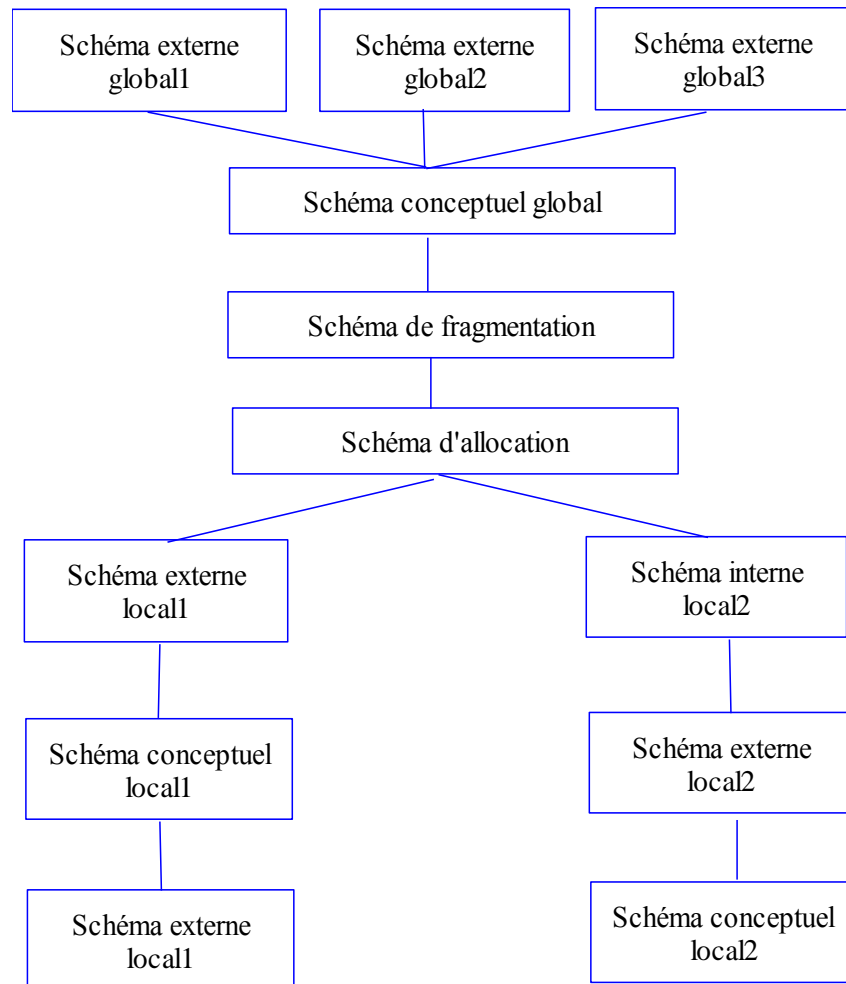 Schéma externe
global1
Schéma externe
global2
Schéma externe
global3
Schéma conceptuel global
Schéma de fragmentation
Schéma d'allocation
Schéma externe
local1
Schéma interne
local2
Schéma conceptuel
local1
Schéma externe
local2
Schéma externe
local1
Schéma conceptuel
local2